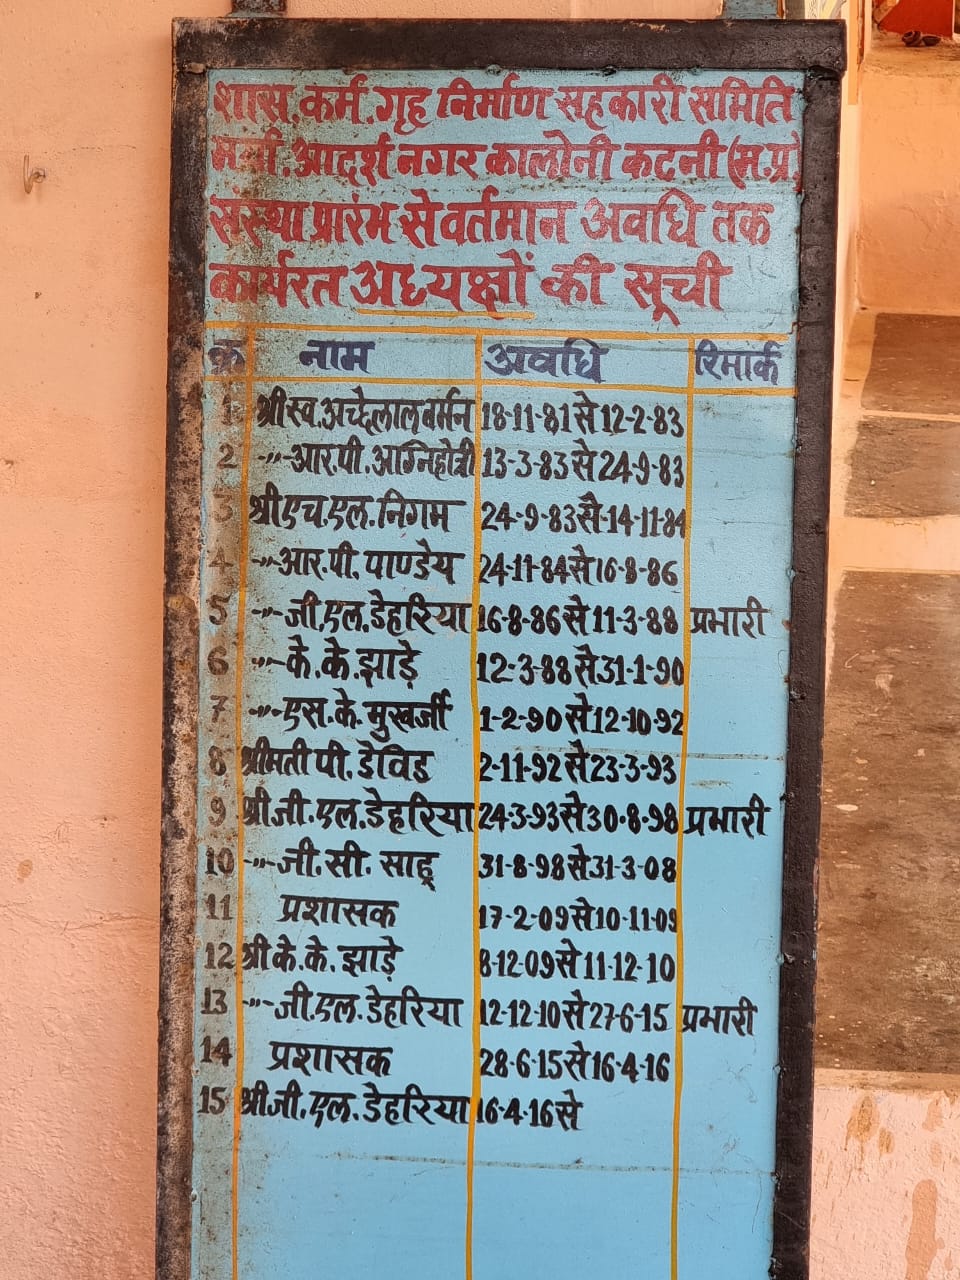 शास. कर्म. गृह निर्माण सहकारी समिति
आदर्श नगर कालोनी कटनी (म.प्र.)
संस्था प्रारंभ से वर्तमान अवधि तक
कार्यरत अध्यक्षों की सूची
क्र नाम अवधि रिमार्क
1 श्री स्व. अच्छेलाल बर्मन 18-11-81 से 12-2-83
2 -"- आर.पी. अग्निहोत्री 13-3-83 से 24-9-83
3 श्री एच.एल. निगम 24-9-83 से 14-11-84
4 -"- आर.पी. पाण्डेय 24-11-84 से 16-8-86
5 -"- जी.एल. डेहरिया 16-8-86 से 11-3-88 प्रभारी
6 -"- के.के. झाड़े 12-3-88 से 31-1-90
7 -"- एस.के. मुखर्जी 1-2-90 से 12-10-92
8 श्रीमती पी. डेविड 2-11-92 से 23-3-93
9 श्री जी.एल. डेहरिया 24-3-93 से 30-8-98 प्रभारी
10 -"- जी.सी. साहू 31-8-98 से 31-3-08
11 प्रशासक 17-2-09 से 10-11-09
12 श्री के.के. झाड़े 8-12-09 से 11-12-10
13 -"- जी.एल. डेहरिया 12-12-10 से 27-6-15 प्रभारी
14 प्रशासक 28-6-15 से 16-4-16
15 श्री जी.एल. डेहरिया 16-4-16 से